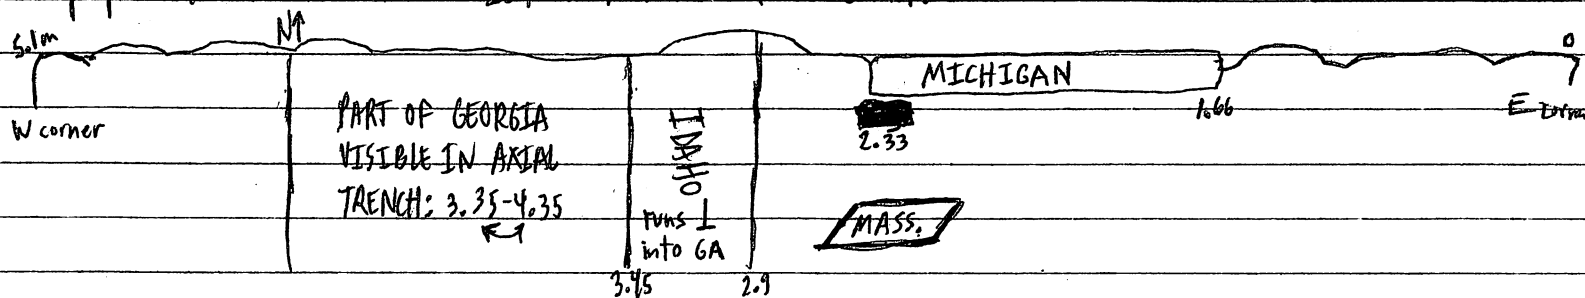 N↑
5.1m
0
MICHIGAN
W corner
PART OF GEORGIA
VISIBLE IN AXIAL
TRENCH: 3.35-4.35
IDAHO
runs ⊥
into GA
2.33
1.66
E
MASS.
3.45
2.9